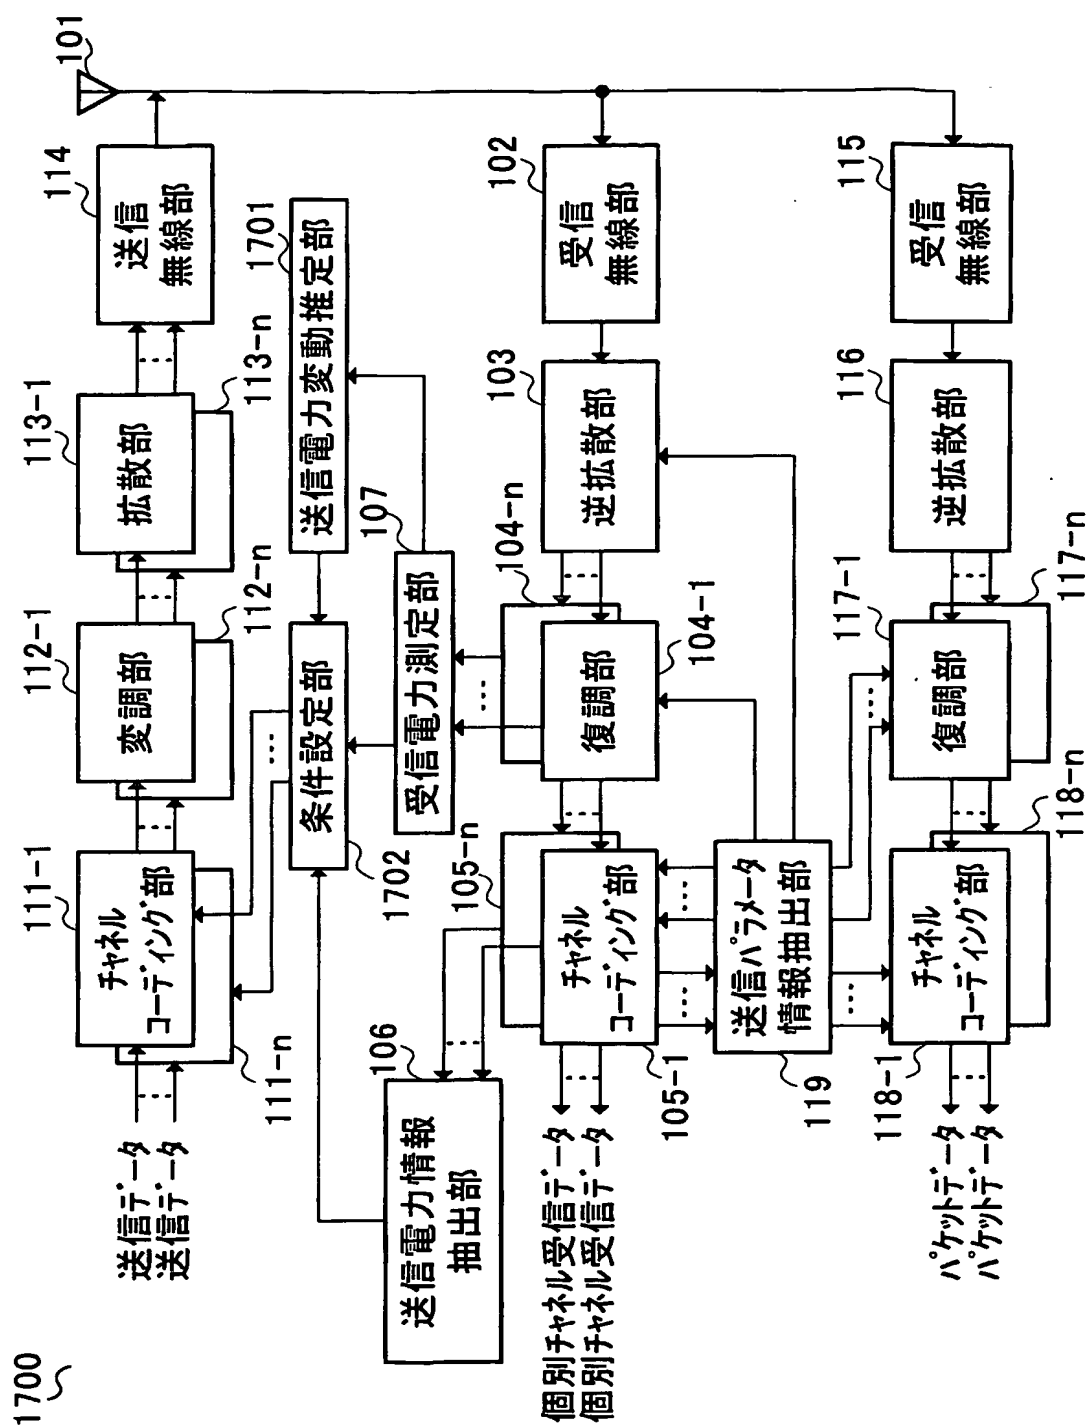 1700
送信データ
送信データ
111-1
チャネル
コーディング部
111-n
112-1
変調部
112-n
113-1
拡散部
113-n
114
送信
無線部
101
106
送信電力情報
抽出部
1702
条件設定部
1701
送信電力変動推定部
107
受信電力測定部
個別チャネル受信データ
個別チャネル受信データ
105-n
チャネル
コーディング部
105-1
104-n
復調部
104-1
103
逆拡散部
102
受信
無線部
119
送信パラメータ
情報抽出部
パケットデータ
パケットデータ
118-1
チャネル
コーディング部
118-n
117-1
復調部
117-n
116
逆拡散部
115
受信
無線部